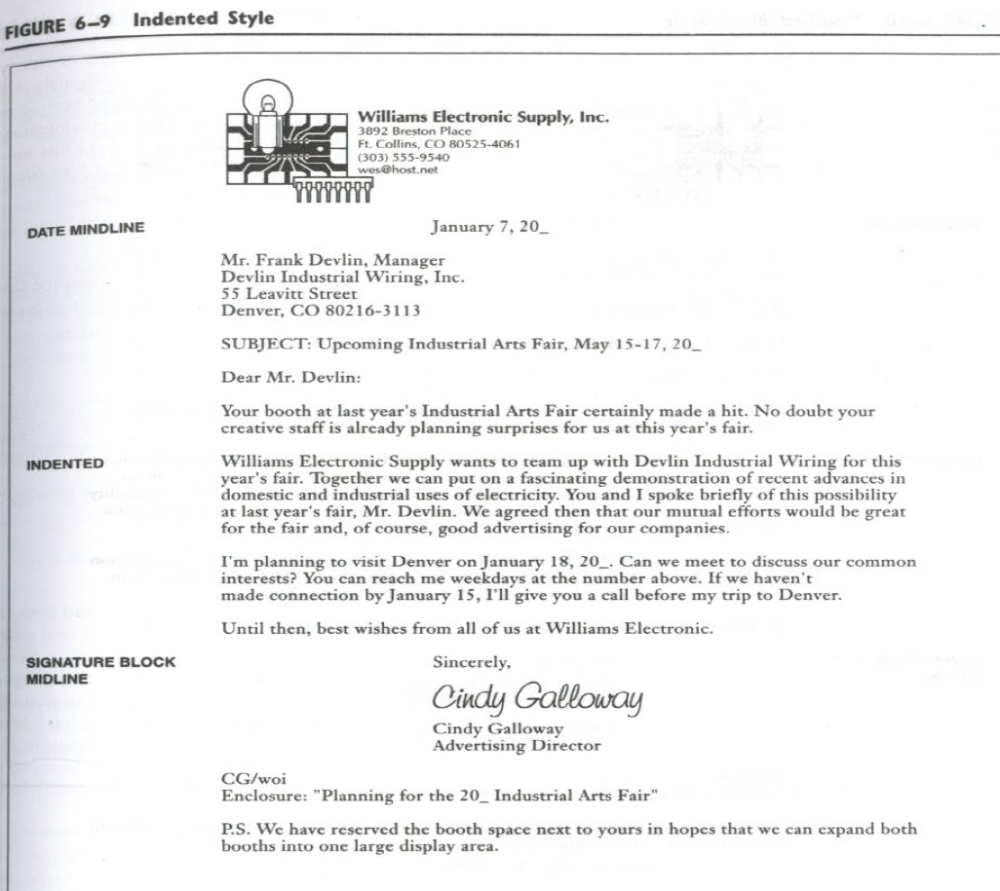 FIGURE 6–9 Indented Style
Williams Electronic Supply, Inc.
3892 Breston Place
Ft. Collins, CO 80525-4061
(303) 555-9540
wes@host.net
DATE MINDLINE
January 7, 20_
Mr. Frank Devlin, Manager
Devlin Industrial Wiring, Inc.
55 Leavitt Street
Denver, CO 80216-3113
SUBJECT: Upcoming Industrial Arts Fair, May 15-17, 20_
Dear Mr. Devlin:
Your booth at last year's Industrial Arts Fair certainly made a hit. No doubt your
creative staff is already planning surprises for us at this year's fair.
INDENTED
Williams Electronic Supply wants to team up with Devlin Industrial Wiring for this
year's fair. Together we can put on a fascinating demonstration of recent advances in
domestic and industrial uses of electricity. You and I spoke briefly of this possibility
at last year's fair, Mr. Devlin. We agreed then that our mutual efforts would be great
for the fair and, of course, good advertising for our companies.
I'm planning to visit Denver on January 18, 20_. Can we meet to discuss our common
interests? You can reach me weekdays at the number above. If we haven't
made connection by January 15, I'll give you a call before my trip to Denver.
Until then, best wishes from all of us at Williams Electronic.
SIGNATURE BLOCK
MIDLINE
Sincerely,
Cindy Galloway
Cindy Galloway
Advertising Director
CG/woi
Enclosure: "Planning for the 20_ Industrial Arts Fair"
P.S. We have reserved the booth space next to yours in hopes that we can expand both
booths into one large display area.